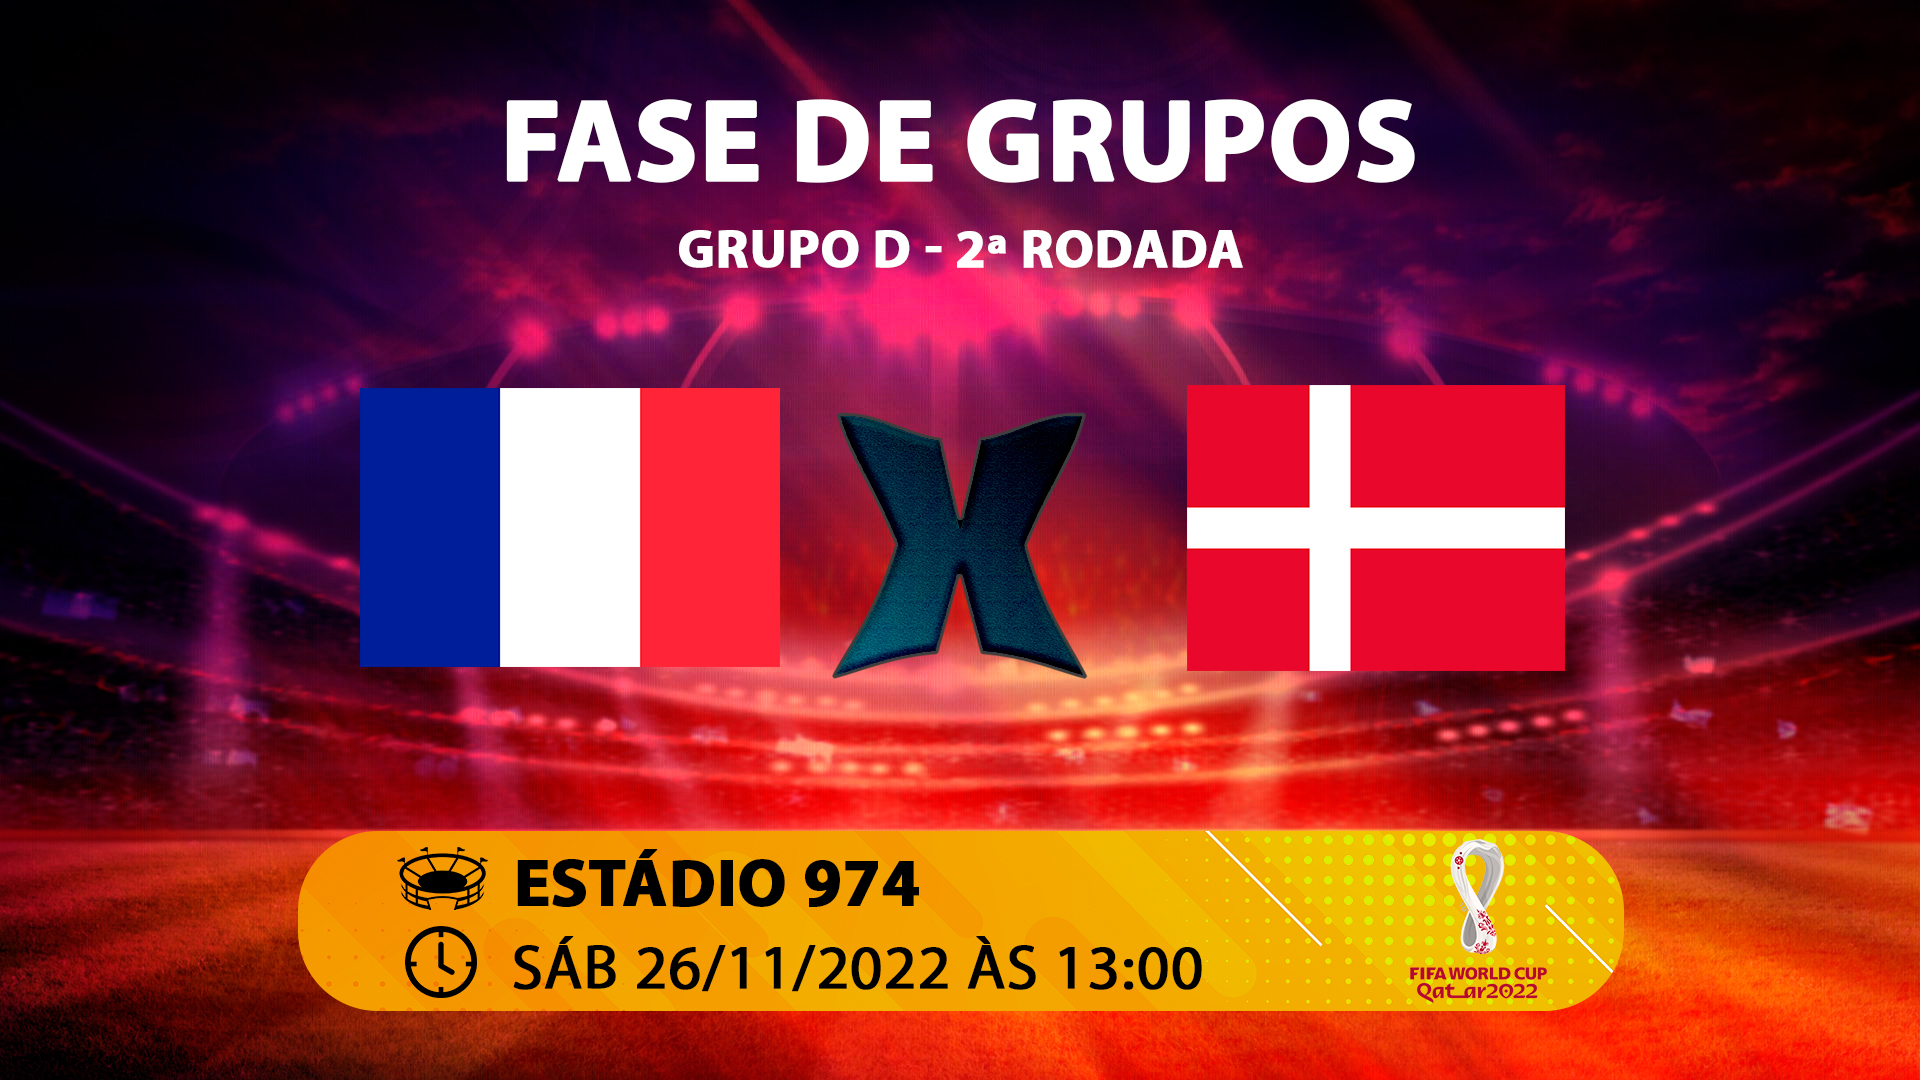 FASE DE GRUPOS
GRUPO D - 2ª RODADA
X
ESTÁDIO 974
SÁB 26/11/2022 ÀS 13:00
FIFA WORLD CUP
Qatar2022